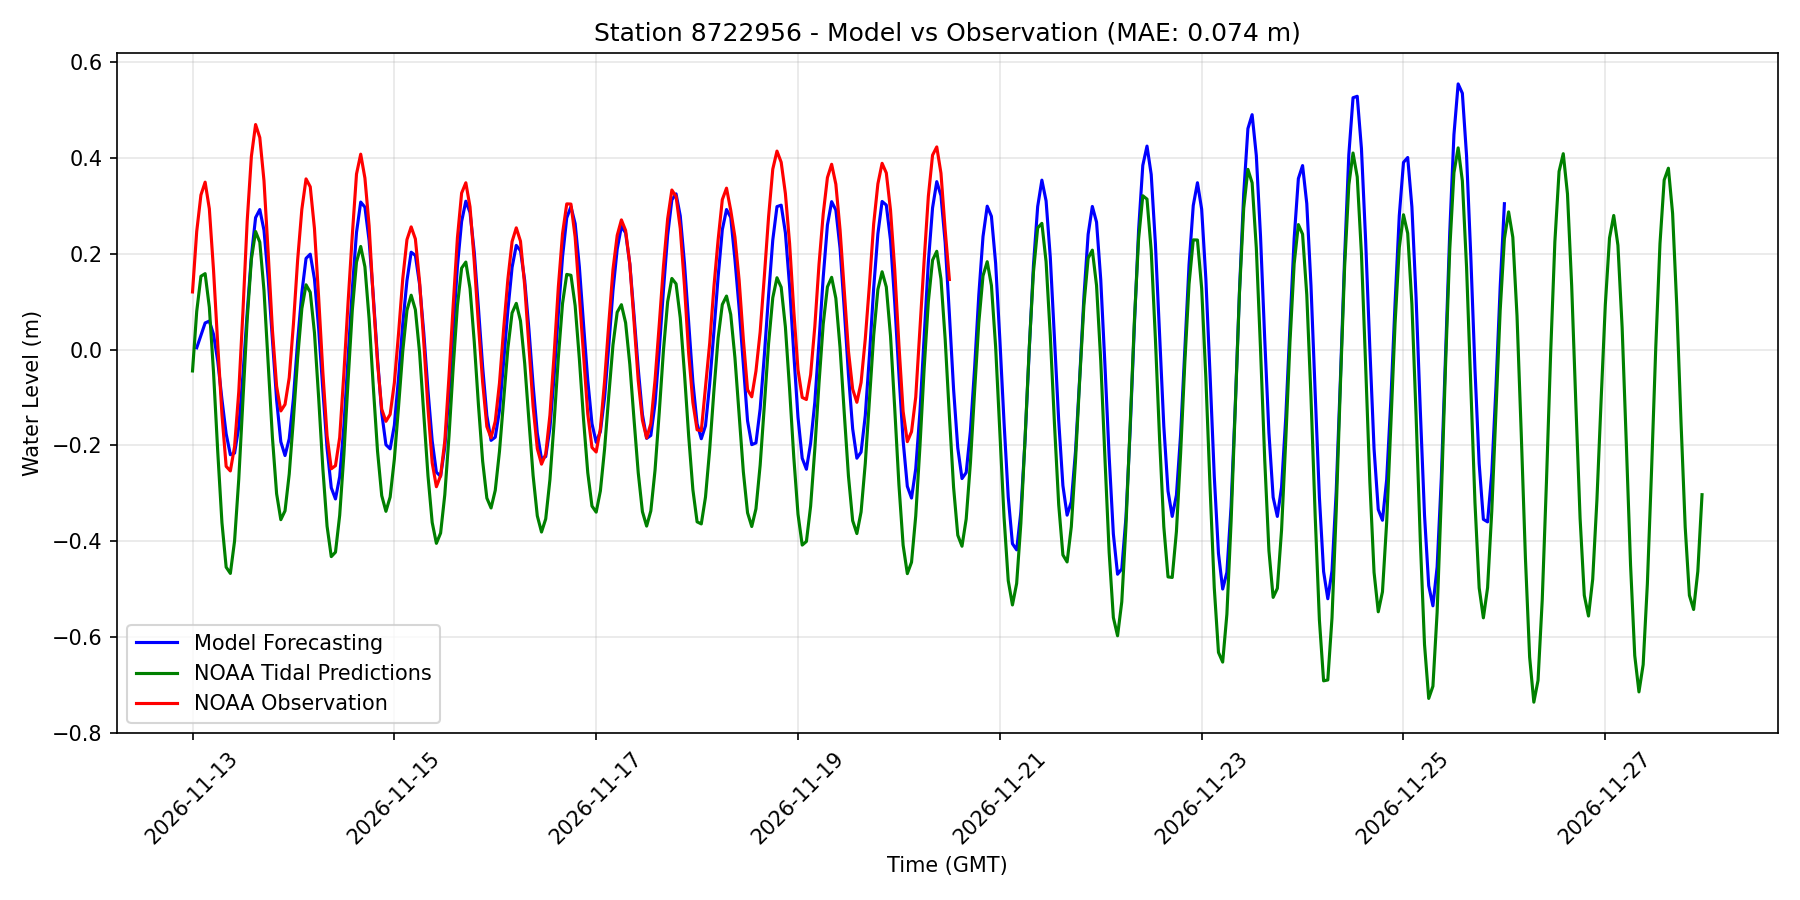 Station 8722956 - Model vs Observation (MAE: 0.074 m)
Water Level (m)
0.6
0.4
0.2
0.0
−0.2
−0.4
−0.6
−0.8
Model Forecasting
NOAA Tidal Predictions
NOAA Observation
2026-11-13
2026-11-15
2026-11-17
2026-11-19
2026-11-21
2026-11-23
2026-11-25
2026-11-27
Time (GMT)